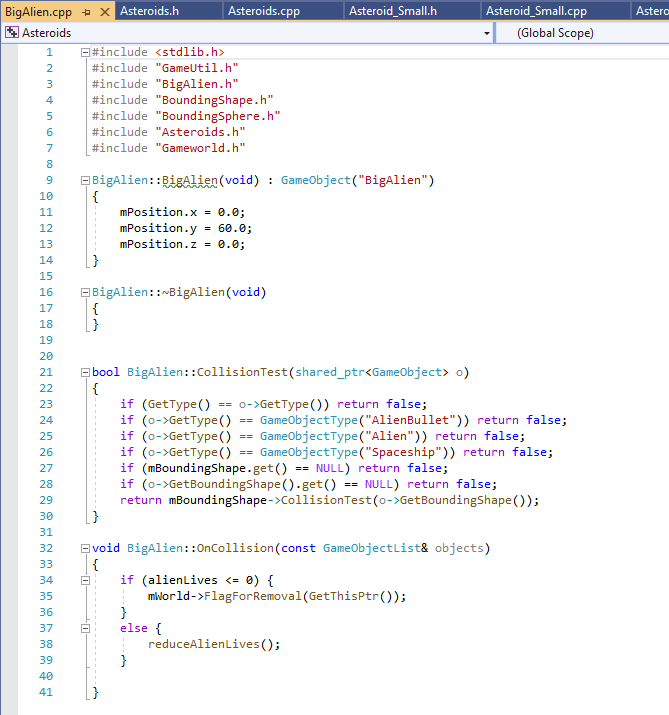 BigAlien.cpp Asteroids.h Asteroids.cpp Asteroid_Small.h Asteroid_Small.cpp Astero
Asteroids (Global Scope)
1 #include <stdlib.h>
2 #include "GameUtil.h"
3 #include "BigAlien.h"
4 #include "BoundingShape.h"
5 #include "BoundingSphere.h"
6 #include "Asteroids.h"
7 #include "Gameworld.h"
8
9 BigAlien::BigAlien(void) : GameObject("BigAlien")
10 {
11 mPosition.x = 0.0;
12 mPosition.y = 60.0;
13 mPosition.z = 0.0;
14 }
15
16 BigAlien::~BigAlien(void)
17 {
18 }
19
20
21 bool BigAlien::CollisionTest(shared_ptr<GameObject> o)
22 {
23 if (GetType() == o->GetType()) return false;
24 if (o->GetType() == GameObjectType("AlienBullet")) return false;
25 if (o->GetType() == GameObjectType("Alien")) return false;
26 if (o->GetType() == GameObjectType("Spaceship")) return false;
27 if (mBoundingShape.get() == NULL) return false;
28 if (o->GetBoundingShape().get() == NULL) return false;
29 return mBoundingShape->CollisionTest(o->GetBoundingShape());
30 }
31
32 void BigAlien::OnCollision(const GameObjectList& objects)
33 {
34 if (alienLives <= 0) {
35 mWorld->FlagForRemoval(GetThisPtr());
36 }
37 else {
38 reduceAlienLives();
39 }
40
41 }